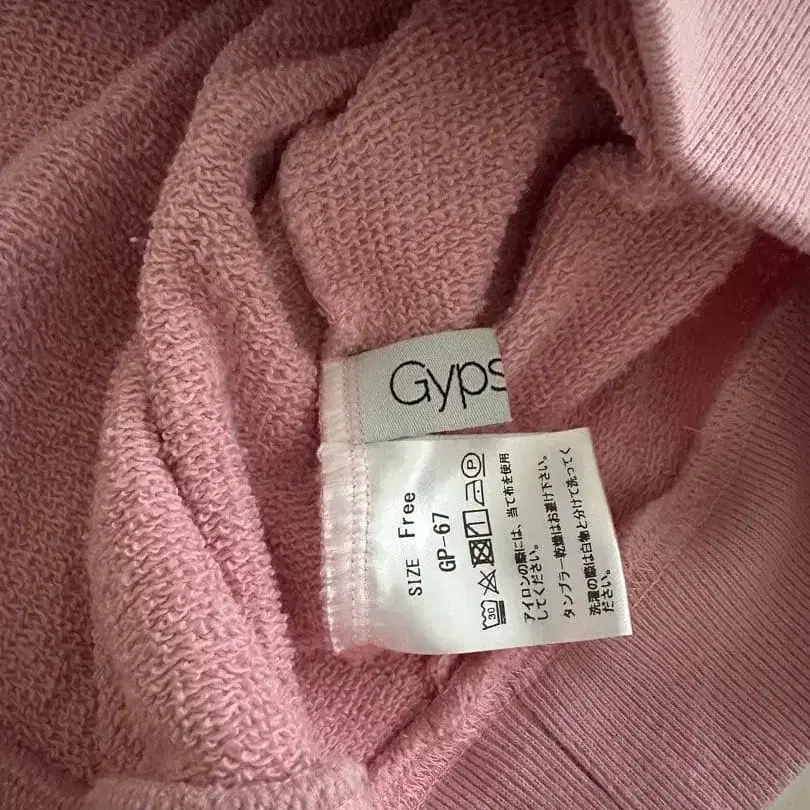 Gyps
SIZE Free
GP-67
30 P
アイロンの際には、当て布を使用
してください。
タンブラー乾燥はお避け下さい。
洗濯の際は白物と分けて洗ってく
ださい。